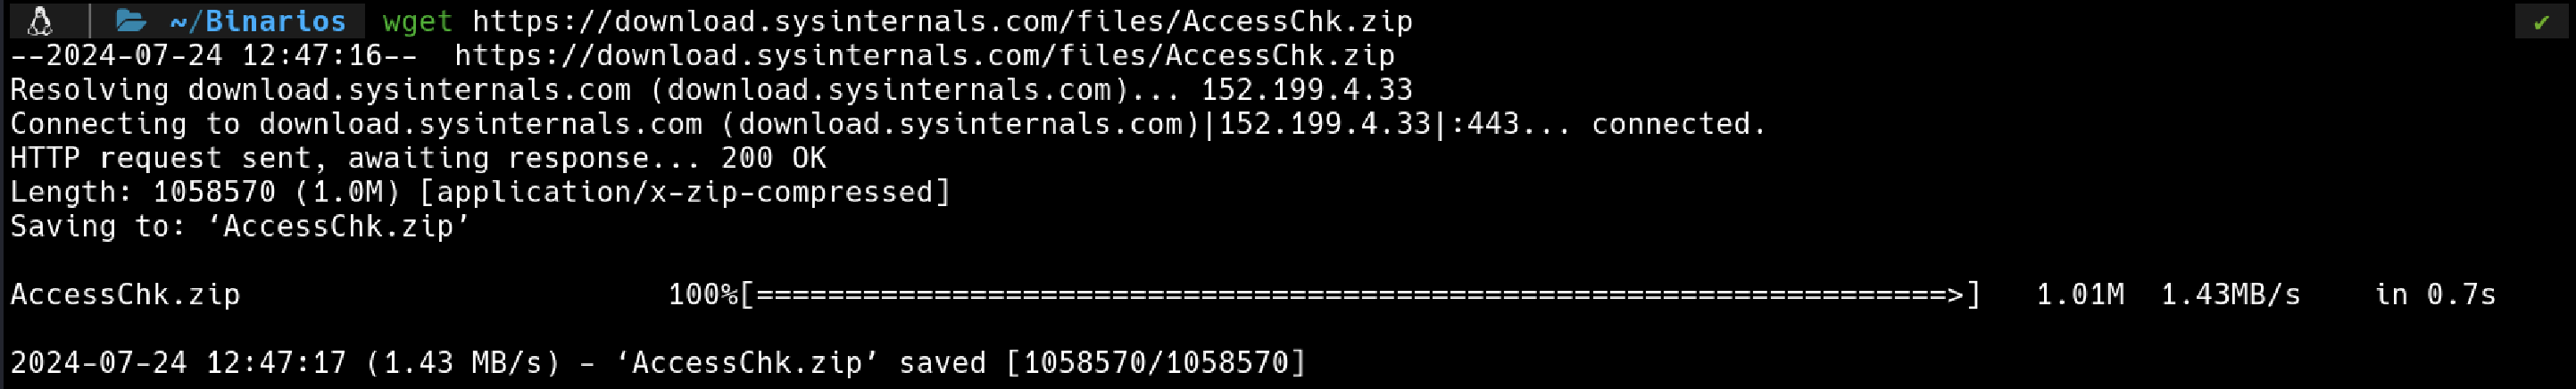 ~/Binarios wget https://download.sysinternals.com/files/AccessChk.zip ✔
--2024-07-24 12:47:16--  https://download.sysinternals.com/files/AccessChk.zip
Resolving download.sysinternals.com (download.sysinternals.com)... 152.199.4.33
Connecting to download.sysinternals.com (download.sysinternals.com)|152.199.4.33|:443... connected.
HTTP request sent, awaiting response... 200 OK
Length: 1058570 (1.0M) [application/x-zip-compressed]
Saving to: ‘AccessChk.zip’
AccessChk.zip 100%[===================================================================>] 1.01M 1.43MB/s in 0.7s
2024-07-24 12:47:17 (1.43 MB/s) - ‘AccessChk.zip’ saved [1058570/1058570]